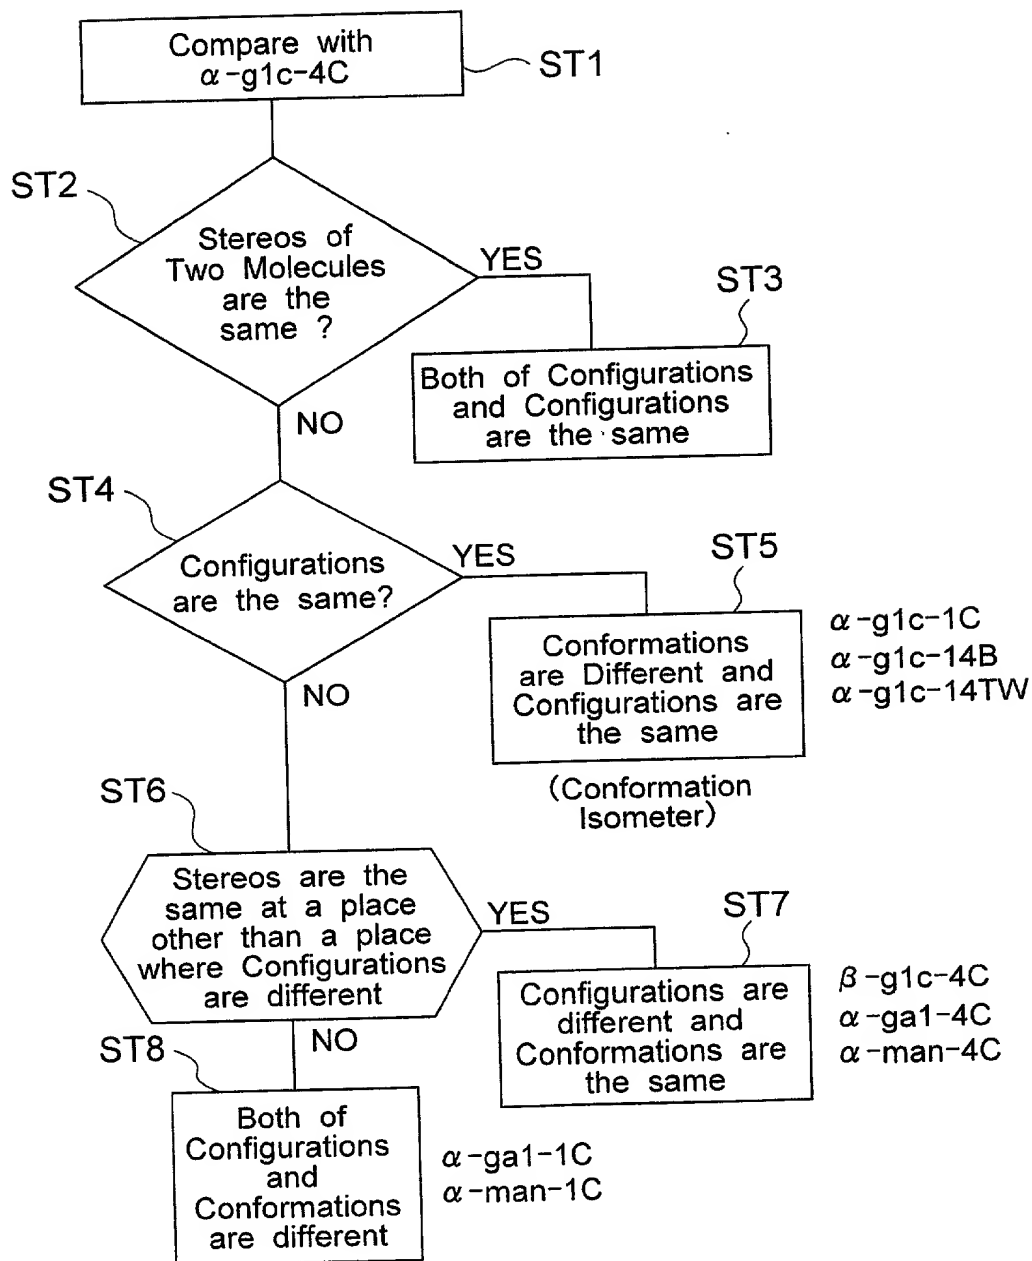 Compare with
α-g1c-4C
ST1
ST2
Stereos of
Two Molecules
are the
same ?
YES
ST3
Both of Configurations
and Configurations
are the same
NO
ST4
Configurations
are the same?
YES
ST5
Conformations
are Different and
Configurations are
the same
α-g1c-1C
α-g1c-14B
α-g1c-14TW
(Conformation
Isometer)
NO
ST6
Stereos are the
same at a place
other than a place
where Configurations
are different
YES
ST7
Configurations are
different and
Conformations are
the same
β-g1c-4C
α-ga1-4C
α-man-4C
NO
ST8
Both of
Configurations
and
Conformations
are different
α-ga1-1C
α-man-1C